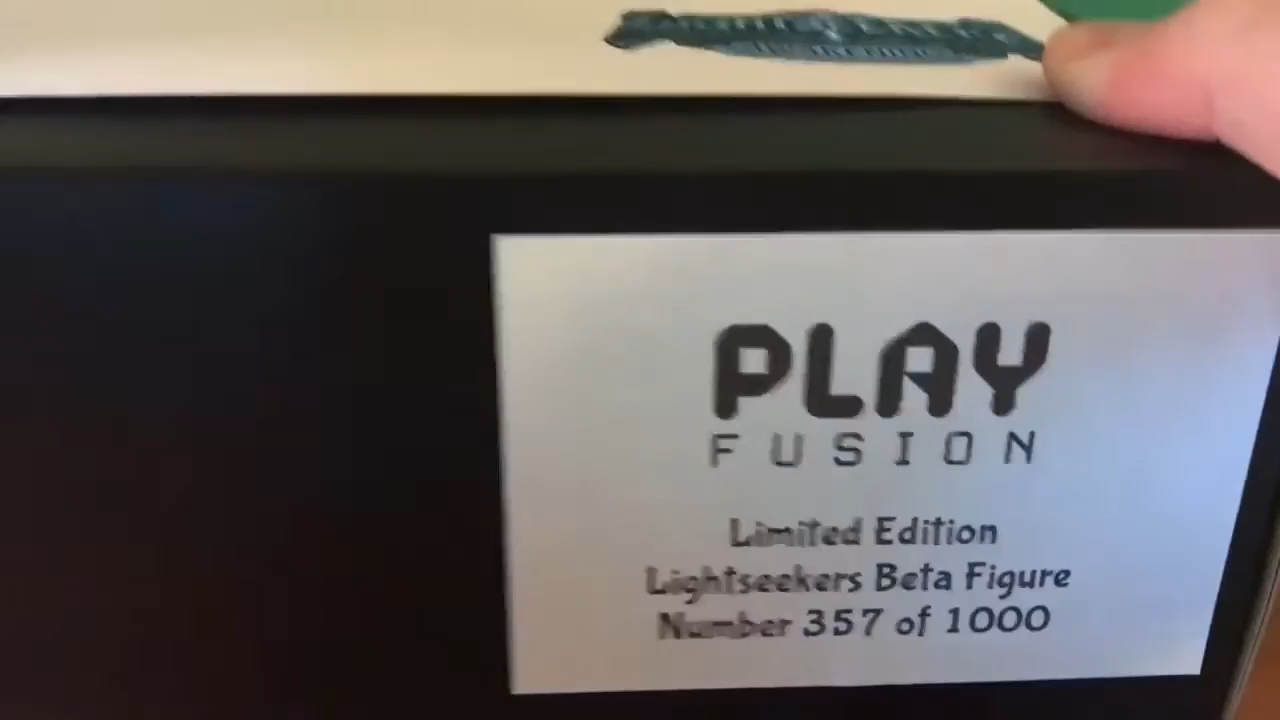 PLAY
FUSION
Limited Edition
Lightseekers Beta Figure
Number 357 of 1000